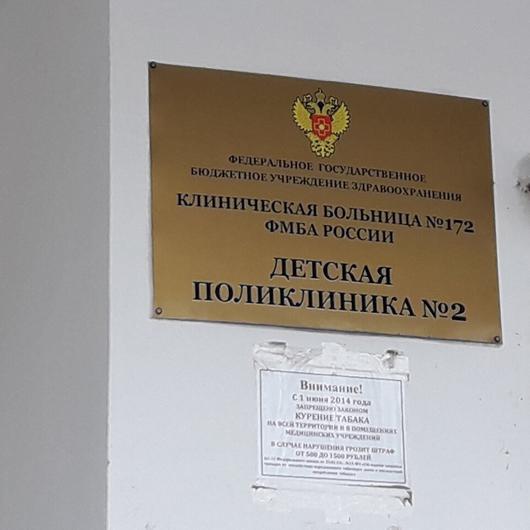 ФЕДЕРАЛЬНОЕ ГОСУДАРСТВЕННОЕ
БЮДЖЕТНОЕ УЧРЕЖДЕНИЕ ЗДРАВООХРАНЕНИЯ
КЛИНИЧЕСКАЯ БОЛЬНИЦА №172
ФМБА РОССИИ
ДЕТСКАЯ
ПОЛИКЛИНИКА №2
Внимание!
С 1 июня 2014 года
ЗАПРЕЩЕНО ЗАКОНОМ
КУРЕНИЕ ТАБАКА
НА ВСЕЙ ТЕРРИТОРИИ И В ПОМЕЩЕНИЯХ
МЕДИЦИНСКИХ УЧРЕЖДЕНИЙ
В СЛУЧАЕ НАРУШЕНИЯ ГРОЗИТ ШТРАФ
ОТ 500 ДО 1500 РУБЛЕЙ